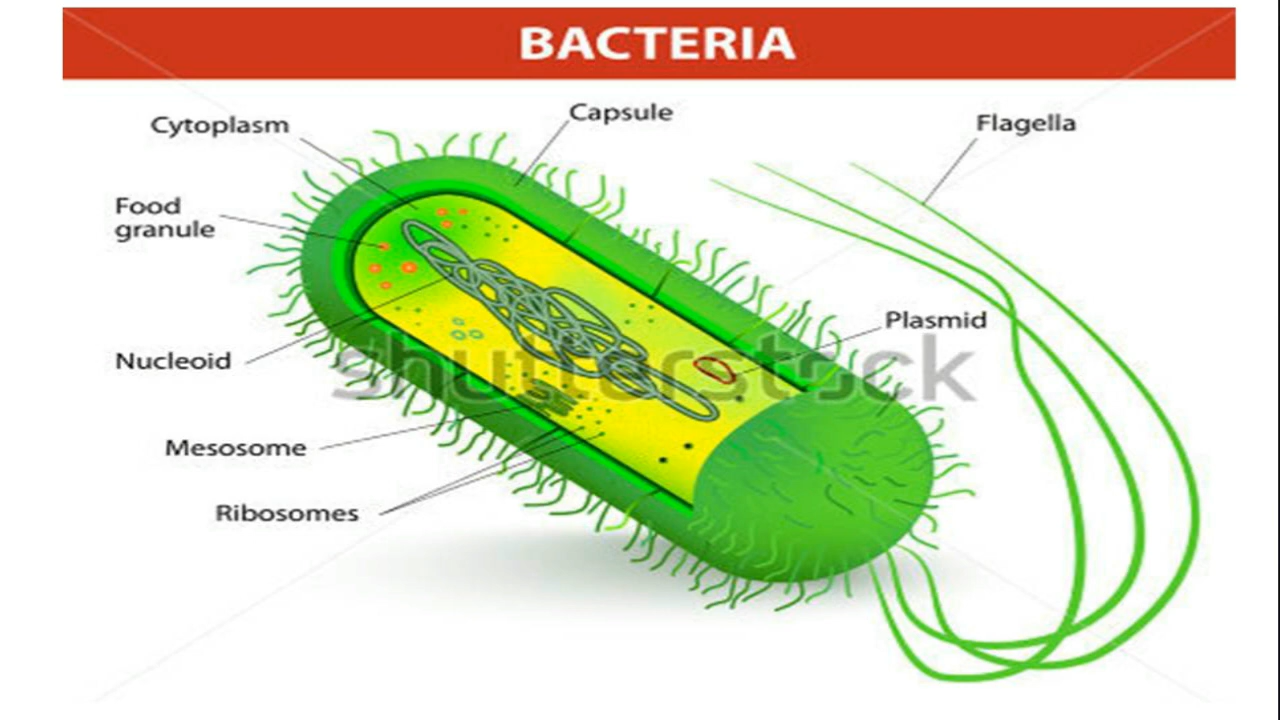 BACTERIA
Capsule
Cytoplasm
Flagella
Food
granule
Plasmid
Nucleoid
shutterstock
Mesosome
Ribosomes